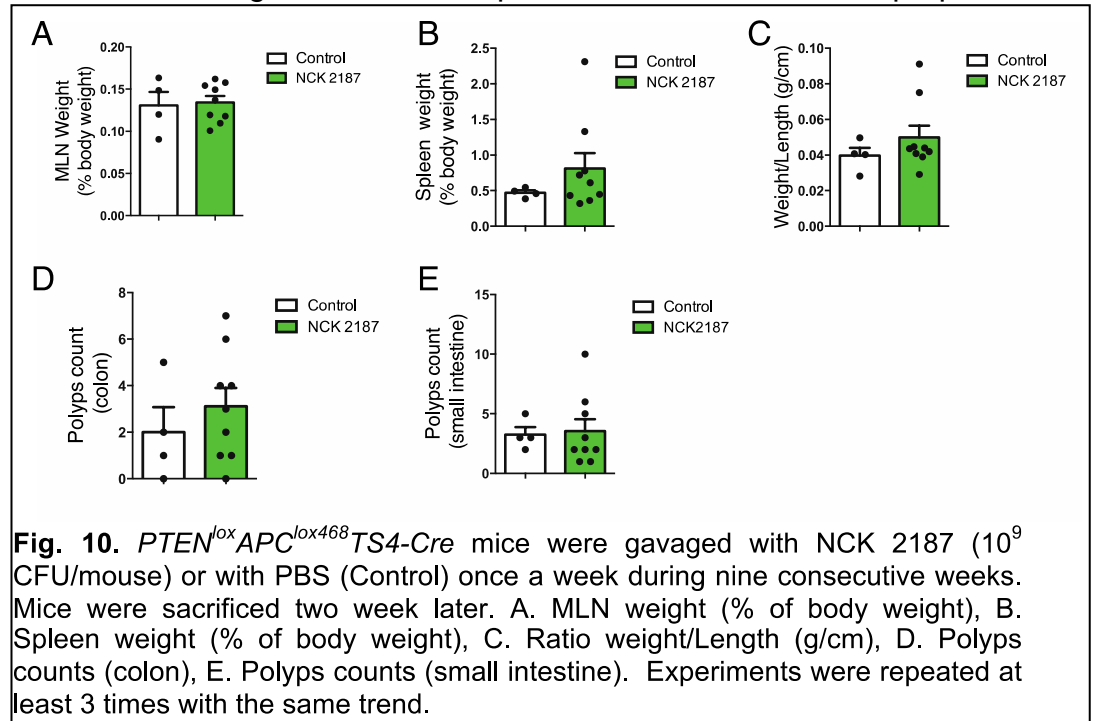 A
MLN Weight
(% body weight)
0.20
0.15
0.10
0.05
0.00
Control
NCK 2187
B
Spleen weight
(% body weight)
2.5
2.0
1.5
1.0
0.5
0.0
Control
NCK 2187
C
Weight/Length (g/cm)
0.10
0.08
0.06
0.04
0.02
0.00
Control
NCK 2187
D
Polyps count
(colon)
8
6
4
2
0
Control
NCK 2187
E
Polyps count
(small intestine)
15
10
5
0
Control
NCK2187
Fig. 10. PTEN^lox APC^lox468 TS4-Cre mice were gavaged with NCK 2187 (10^9
CFU/mouse) or with PBS (Control) once a week during nine consecutive weeks.
Mice were sacrificed two week later. A. MLN weight (% of body weight), B.
Spleen weight (% of body weight), C. Ratio weight/Length (g/cm), D. Polyps
counts (colon), E. Polyps counts (small intestine). Experiments were repeated at
least 3 times with the same trend.